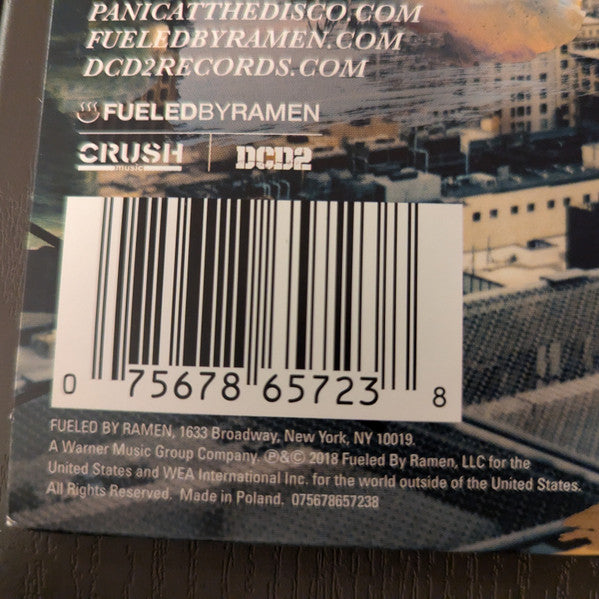 PANICATTHEDISCO.COM
FUELEDBYRAMEN.COM
DCD2RECORDS.COM
FUELEDBYRAMEN
CRUSH music DCD2
0 75678 65723 8
FUELED BY RAMEN, 1633 Broadway, New York, NY 10019.
A Warner Music Group Company. ℗&© 2018 Fueled By Ramen, LLC for the
United States and WEA International Inc. for the world outside of the United States.
All Rights Reserved. Made in Poland. 075678657238